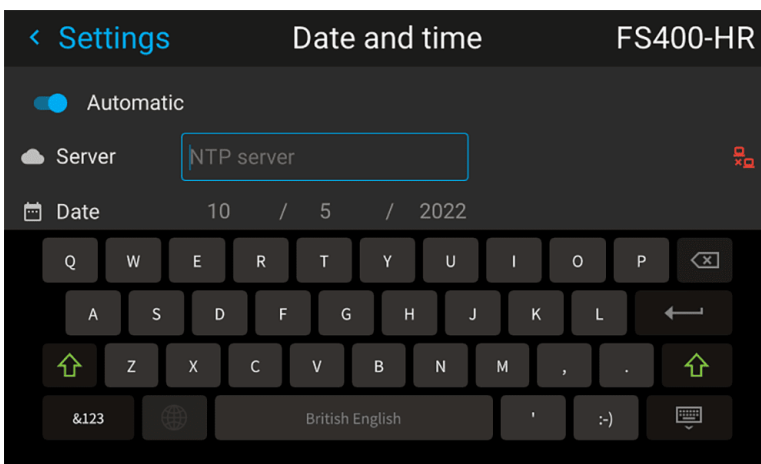 Settings Date and time FS400-HR
Automatic
Server NTP server
Date 10 / 5 / 2022
Q W E R T Y U I O P
A S D F G H J K L
Z X C V B N M , .
&123 British English ' :-)